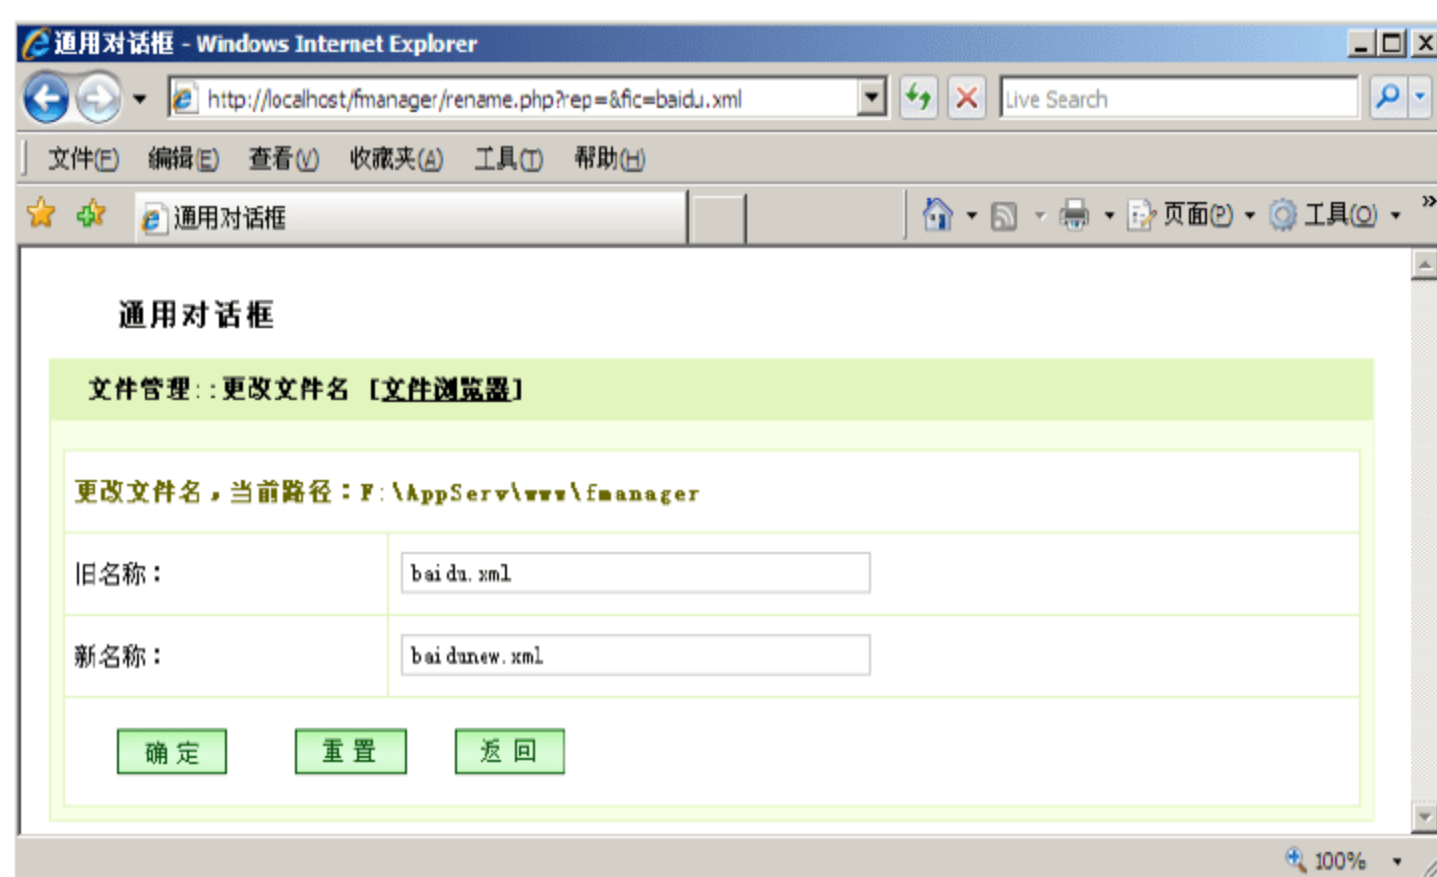 通用对话框 - Windows Internet Explorer
http://localhost/fmanager/rename.php?rep=&fic=baidu.xml Live Search
文件(F) 编辑(E) 查看(V) 收藏夹(A) 工具(T) 帮助(H)
通用对话框 页面(P) 工具(O) »
通用对话框
文件管理::更改文件名 [文件浏览器]
更改文件名，当前路径：F:\AppServ\www\fmanager
旧名称： baidu.xml
新名称： baidunew.xml
确定 重置 返回
100%